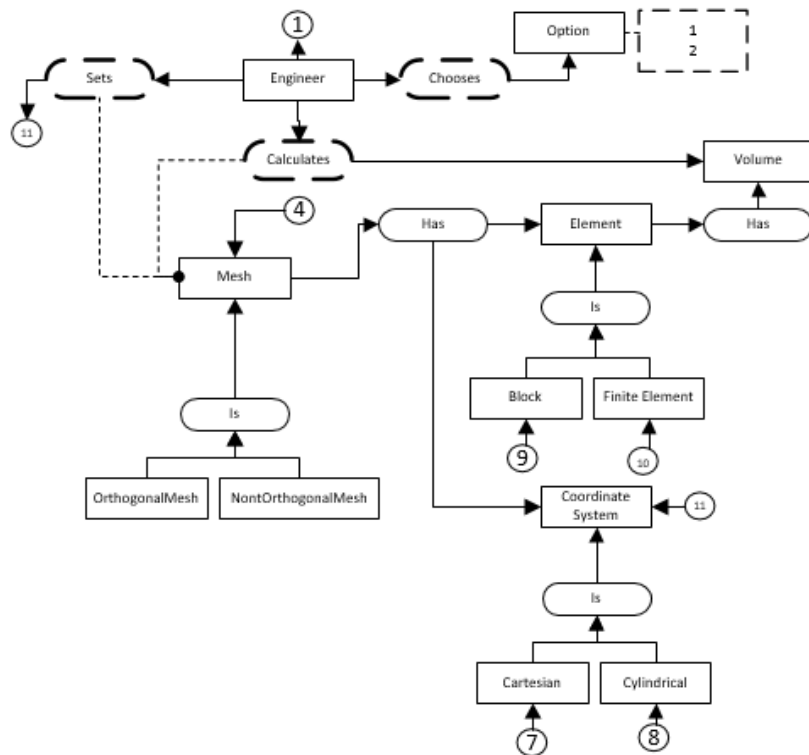 1
Option
1
2
Sets
Engineer
Chooses
11
Calculates
Volume
4
Has
Element
Has
Mesh
Is
Is
Block
Finite Element
9
10
OrthogonalMesh
NontOrthogonalMesh
Coordinate
System
11
Is
Cartesian
Cylindrical
7
8